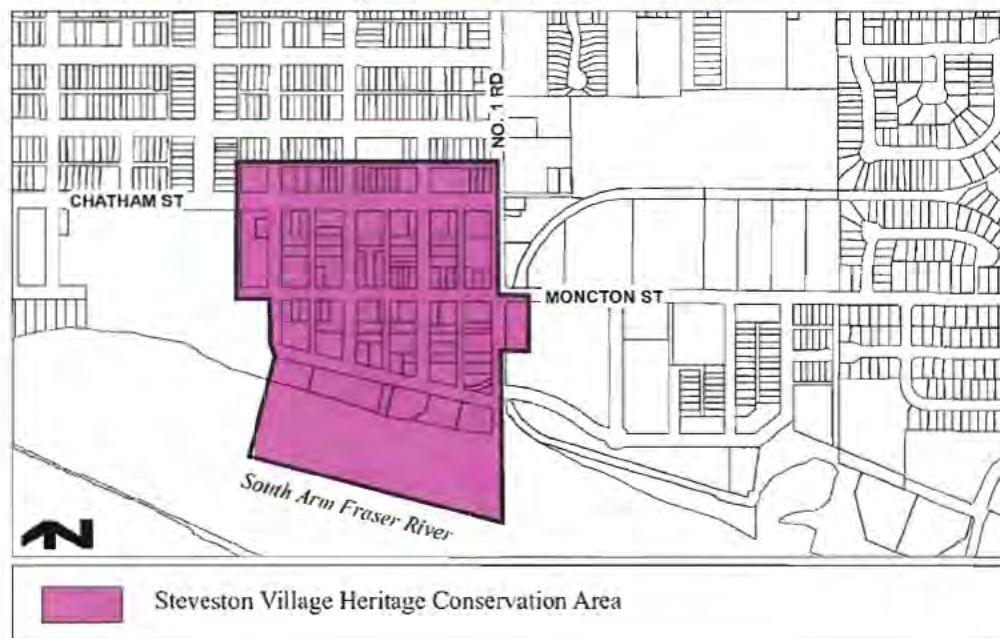 NO. 1 RD
CHATHAM ST
MONCTON ST
South Arm Fraser River
N
Steveston Village Heritage Conservation Area